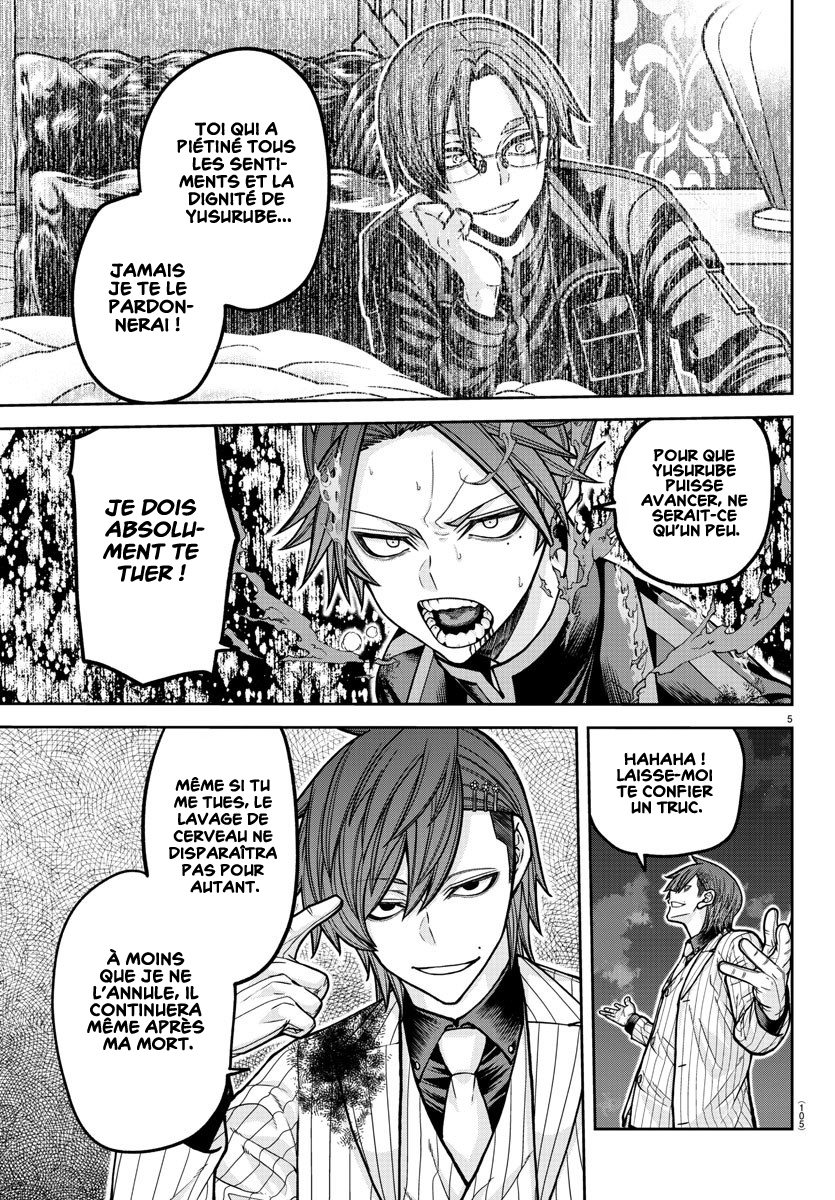 TOI QUI A
PIÉTINÉ TOUS
LES SENTI-
MENTS ET LA
DIGNITÉ DE
YUSURUBE...
JAMAIS
JE TE LE
PARDON-
NERAI !
POUR QUE
YUSURUBE
PUISSE
AVANCER, NE
SERAIT-CE
QU'UN PEU.
JE DOIS
ABSOLU-
MENT TE
TUER !
5
HAHAHA !
LAISSE-MOI
TE CONFIER
UN TRUC.
MÊME SI TU
ME TUES, LE
LAVAGE DE
CERVEAU NE
DISPARAÎTRA
PAS POUR
AUTANT.
À MOINS
QUE JE NE
L'ANNULE, IL
CONTINUERA
MÊME APRÈS
MA MORT.
(105)